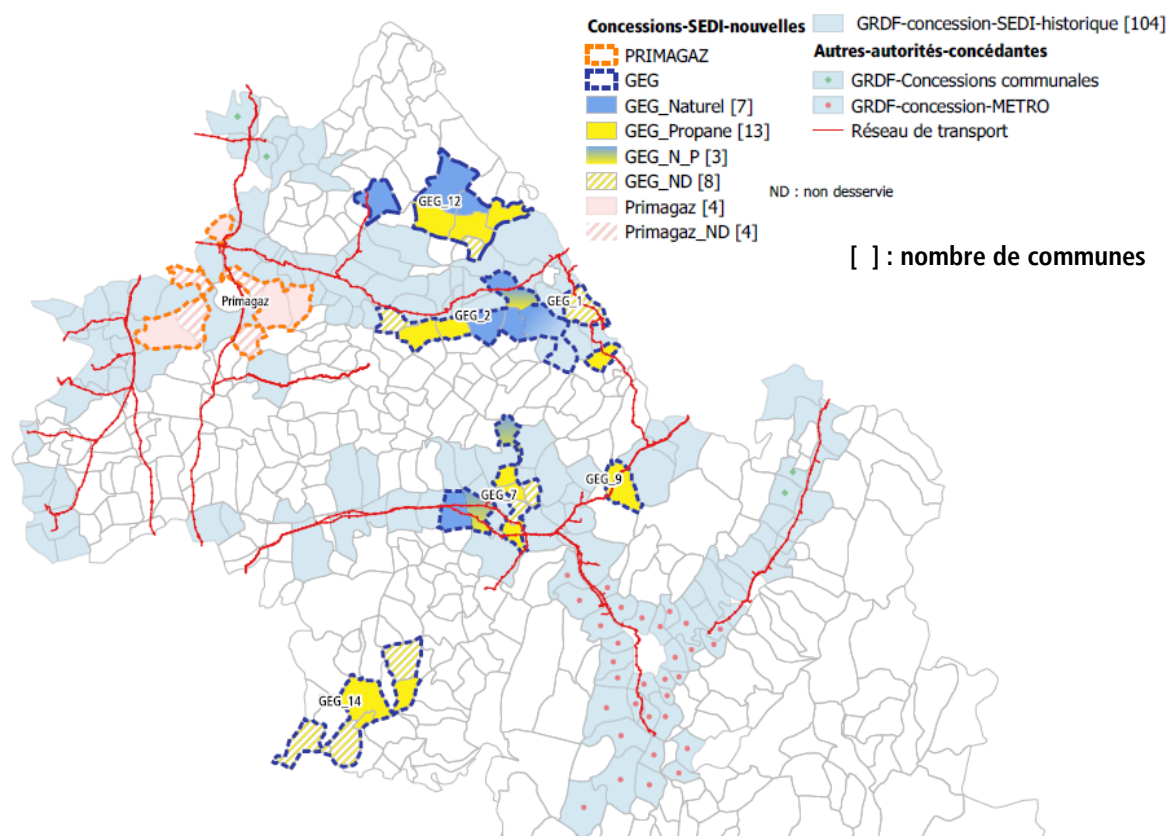 Concessions-SEDI-nouvelles
PRIMAGAZ
GEG
GEG_Naturel [7]
GEG_Propane [13]
GEG_N_P [3]
GEG_ND [8]
Primagaz [4]
Primagaz_ND [4]
GRDF-concession-SEDI-historique [104]
Autres-autorités-concédantes
GRDF-Concessions communales
GRDF-concession-METRO
Réseau de transport
ND : non desservie
[ ] : nombre de communes
GEG_12
Primagaz
GEG_1
GEG_2
GEG_9
GEG_7
GEG_14